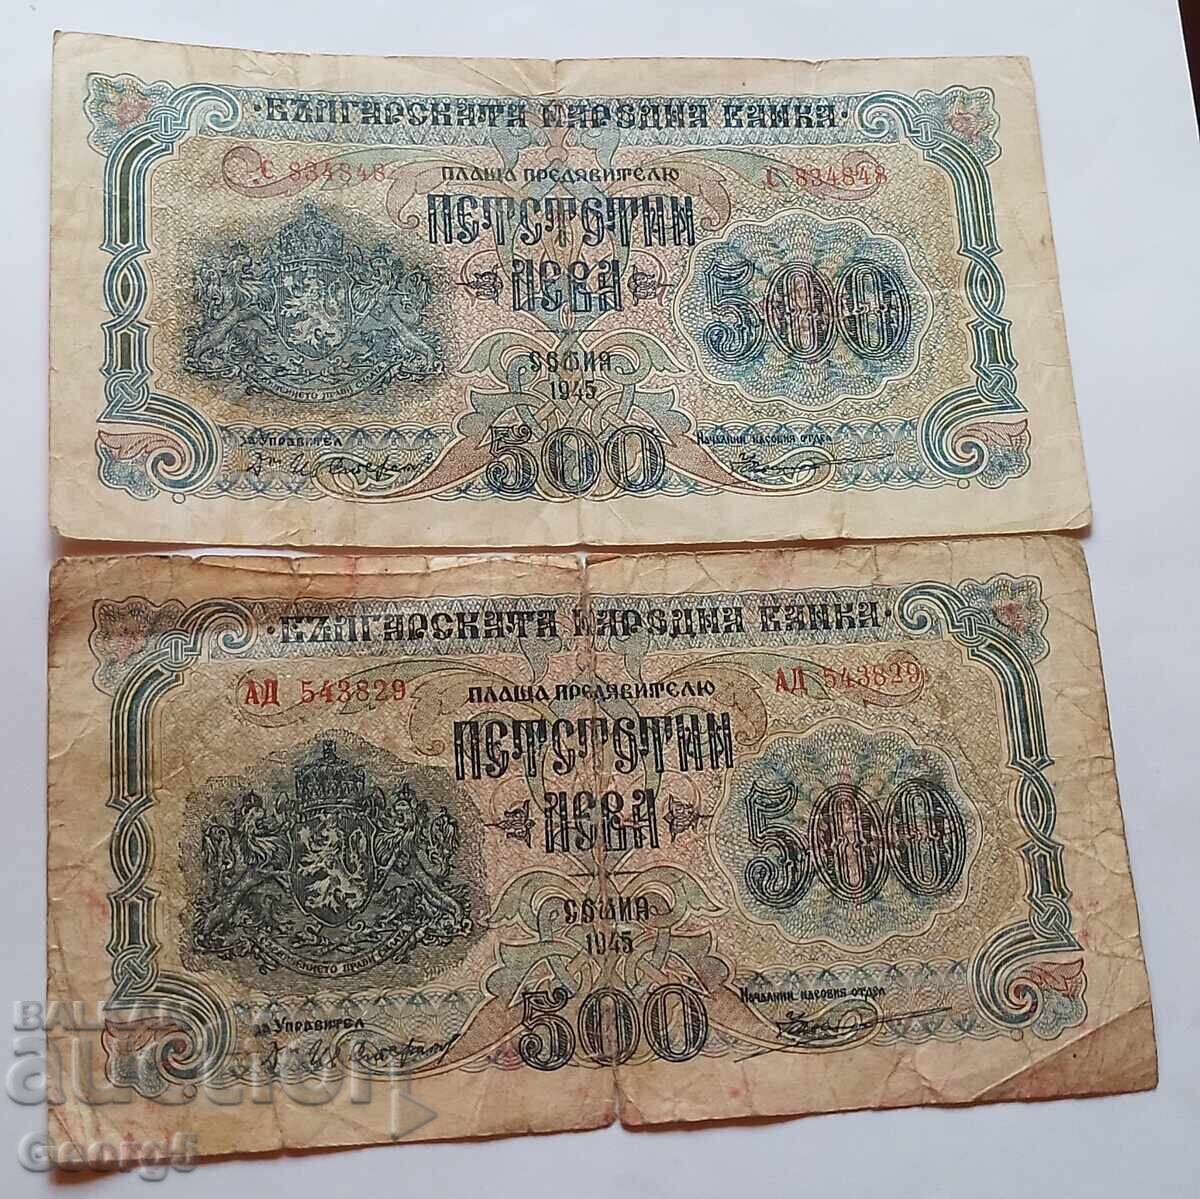 ·БЪЛГАРСКАТА НАРОДНА БАНКА·
С 834848
ПЛАЩА ПРЕДЯВИТЕЛЮ
С 834848
ПЕТСТОТИН
ЛЕВА
500
СОФИЯ
1945
за Управител
500
Началник касовия отдел
·БЪЛГАРСКАТА НАРОДНА БАНКА·
АД 543829
ПЛАЩА ПРЕДЯВИТЕЛЮ
АД 543829
ПЕТСТОТИН
ЛЕВА
500
СОФИЯ
1945
за Управител
500
Началник касовия отдел
BALKAN
auction
Georg5